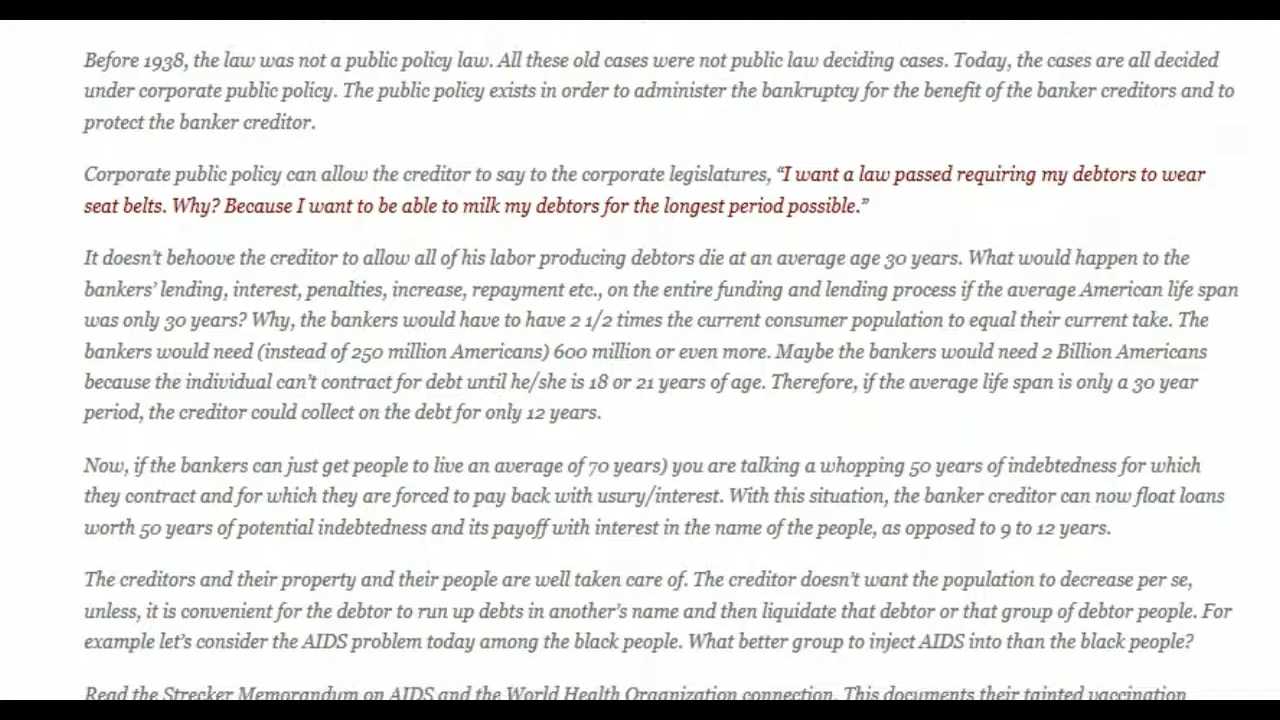 Before 1938, the law was not a public policy law. All these old cases were not public law deciding cases. Today, the cases are all decided
under corporate public policy. The public policy exists in order to administer the bankruptcy for the benefit of the banker creditors and to
protect the banker creditor.
Corporate public policy can allow the creditor to say to the corporate legislatures, “I want a law passed requiring my debtors to wear
seat belts. Why? Because I want to be able to milk my debtors for the longest period possible.”
It doesn’t behoove the creditor to allow all of his labor producing debtors die at an average age 30 years. What would happen to the
bankers’ lending, interest, penalties, increase, repayment etc., on the entire funding and lending process if the average American life span
was only 30 years? Why, the bankers would have to have 2 1/2 times the current consumer population to equal their current take. The
bankers would need (instead of 250 million Americans) 600 million or even more. Maybe the bankers would need 2 Billion Americans
because the individual can’t contract for debt until he/she is 18 or 21 years of age. Therefore, if the average life span is only a 30 year
period, the creditor could collect on the debt for only 12 years.
Now, if the bankers can just get people to live an average of 70 years) you are talking a whopping 50 years of indebtedness for which
they contract and for which they are forced to pay back with usury/interest. With this situation, the banker creditor can now float loans
worth 50 years of potential indebtedness and its payoff with interest in the name of the people, as opposed to 9 to 12 years.
The creditors and their property and their people are well taken care of. The creditor doesn’t want the population to decrease per se,
unless, it is convenient for the debtor to run up debts in another’s name and then liquidate that debtor or that group of debtor people. For
example let’s consider the AIDS problem today among the black people. What better group to inject AIDS into than the black people?
Read the Strecker Memorandum on AIDS and the World Health Organization connection. This documents their tainted vaccination